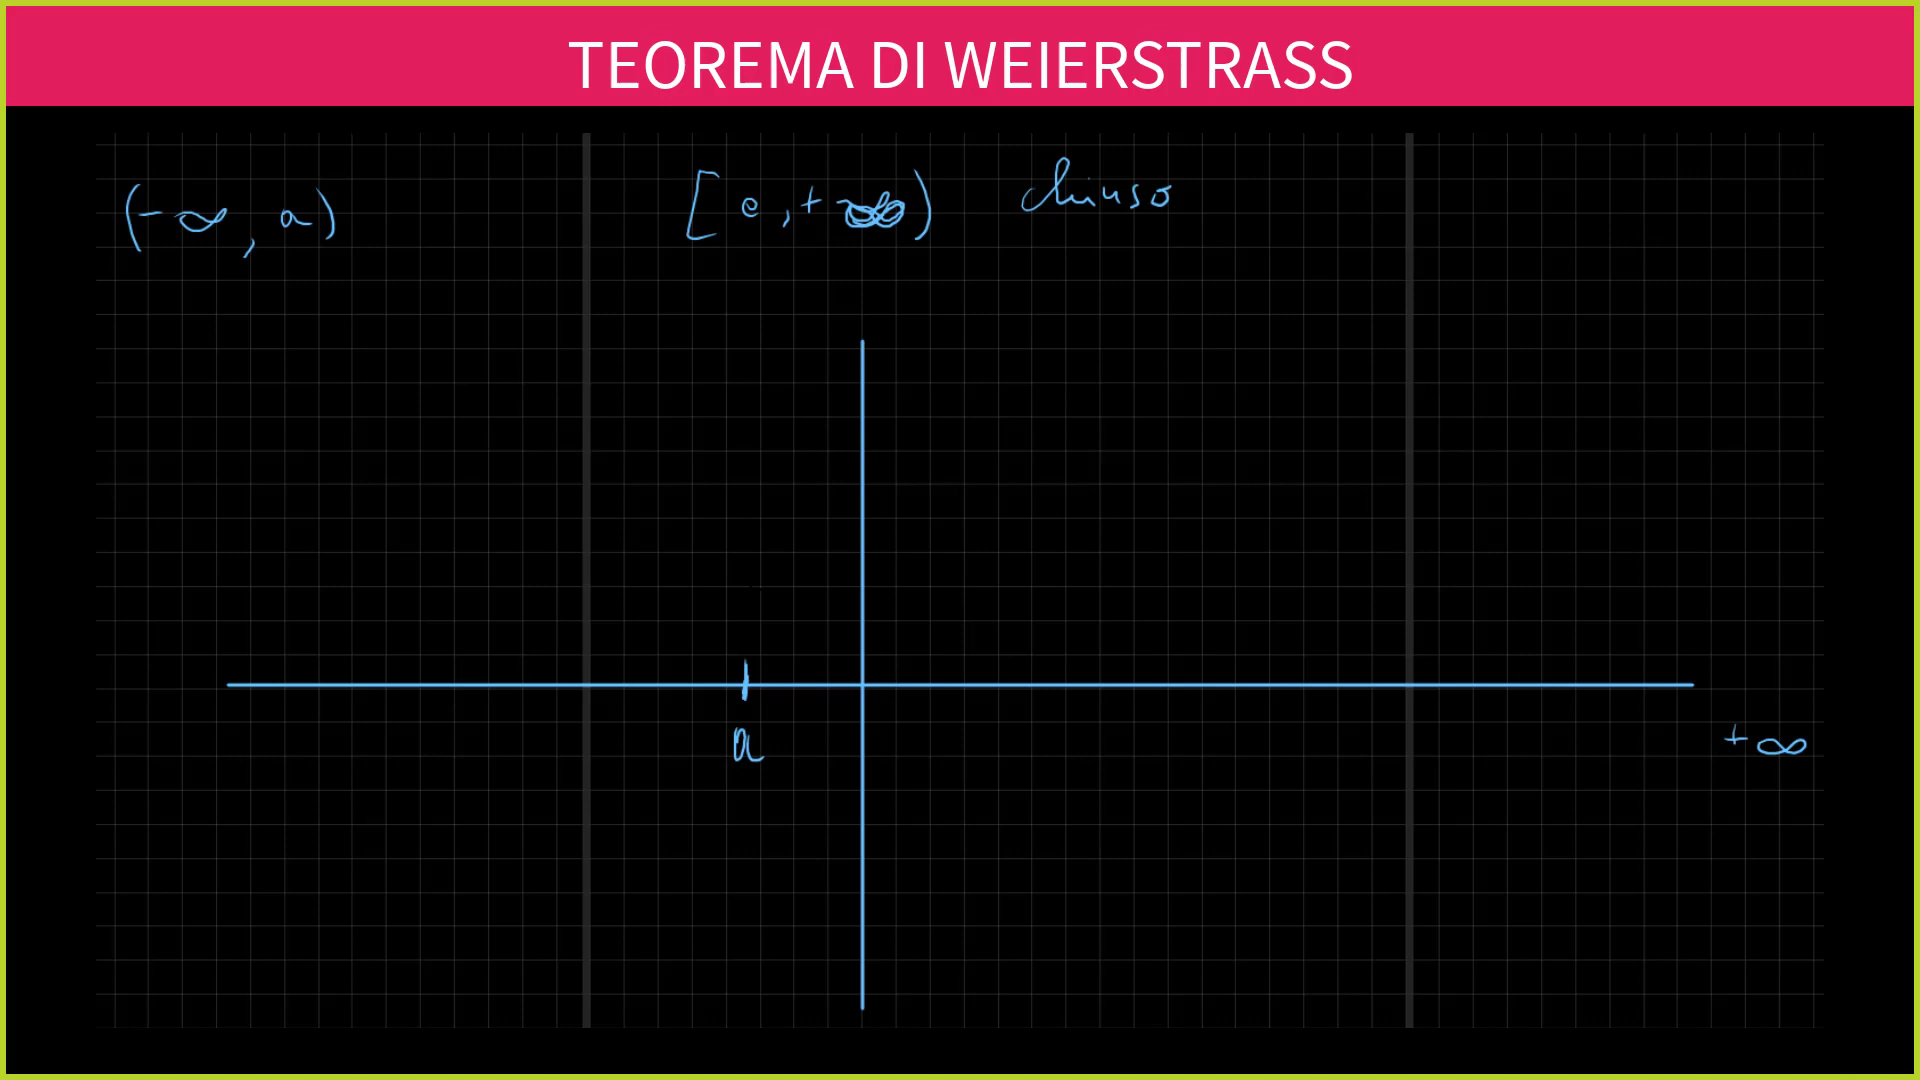 TEOREMA DI WEIERSTRASS
(-∞, a) [a, +∞) chiuso
a
+∞